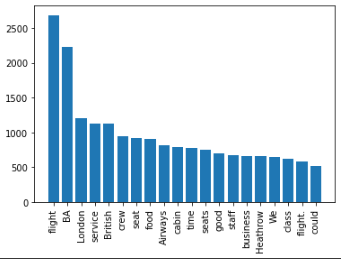 2500
2000
1500
1000
500
0
flight
BA
London
service
British
crew
seat
food
Airways
cabin
time
seats
good
staff
business
Heathrow
We
class
flight.
could